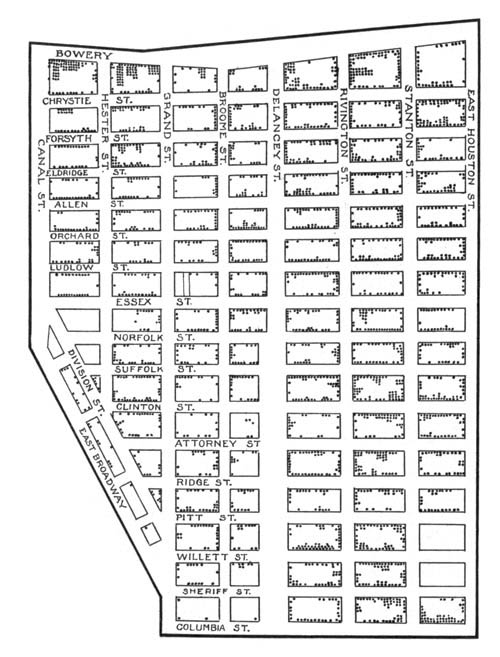 BOWERY
CHRYSTIE ST.
FORSYTH ST.
ELDRIDGE ST.
ALLEN ST.
ORCHARD ST.
LUDLOW ST.
ESSEX ST.
NORFOLK ST.
SUFFOLK ST.
CLINTON ST.
ATTORNEY ST
RIDGE ST.
PITT ST.
WILLETT ST.
SHERIFF ST.
COLUMBIA ST.
CANAL ST.
HESTER ST.
GRAND ST.
BROOME ST.
DELANCEY ST.
RIVINGTON ST.
STANTON ST.
EAST HOUSTON ST.
DIVISION ST.
EAST BROADWAY